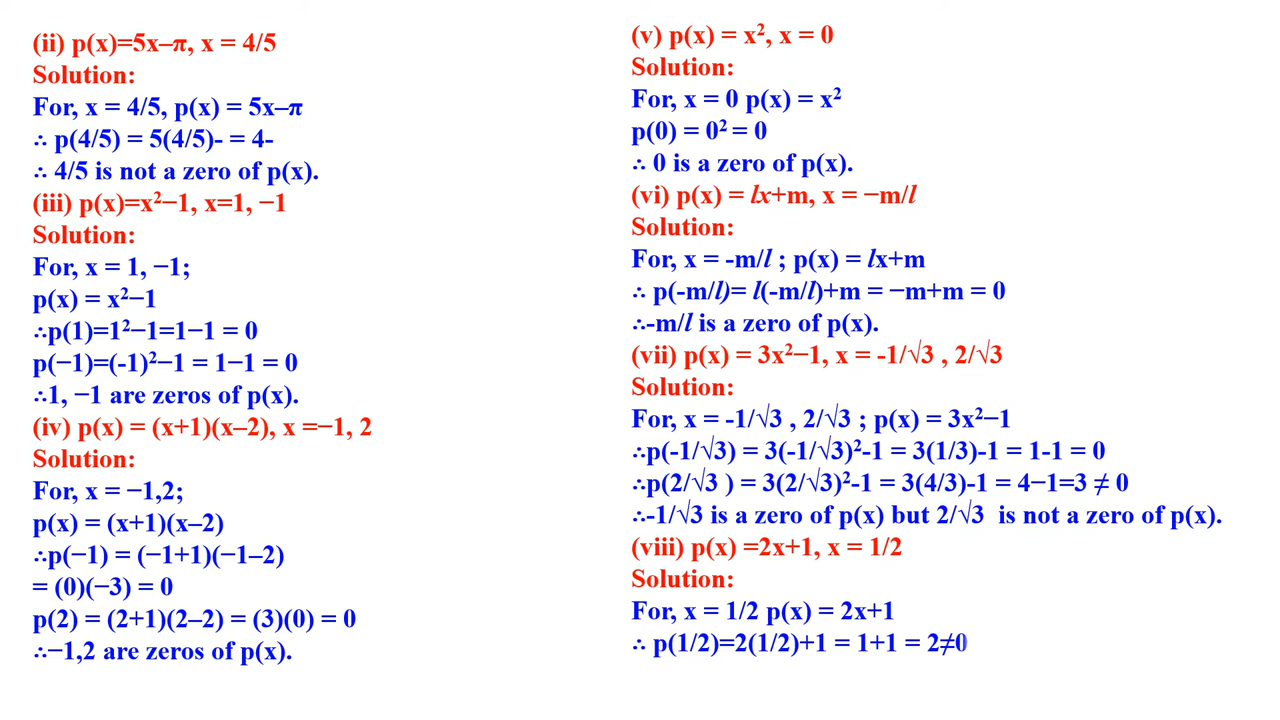 (ii) p(x)=5x–π, x = 4/5
Solution:
For, x = 4/5, p(x) = 5x–π
∴ p(4/5) = 5(4/5)- = 4-
∴ 4/5 is not a zero of p(x).
(iii) p(x)=x²−1, x=1, −1
Solution:
For, x = 1, −1;
p(x) = x²−1
∴p(1)=1²−1=1−1 = 0
p(−1)=(-1)²−1 = 1−1 = 0
∴1, −1 are zeros of p(x).
(iv) p(x) = (x+1)(x–2), x =−1, 2
Solution:
For, x = −1,2;
p(x) = (x+1)(x–2)
∴p(−1) = (−1+1)(−1–2)
= (0)(−3) = 0
p(2) = (2+1)(2–2) = (3)(0) = 0
∴−1,2 are zeros of p(x).
(v) p(x) = x², x = 0
Solution:
For, x = 0 p(x) = x²
p(0) = 0² = 0
∴ 0 is a zero of p(x).
(vi) p(x) = lx+m, x = −m/l
Solution:
For, x = -m/l ; p(x) = lx+m
∴ p(-m/l)= l(-m/l)+m = −m+m = 0
∴-m/l is a zero of p(x).
(vii) p(x) = 3x²−1, x = -1/√3 , 2/√3
Solution:
For, x = -1/√3 , 2/√3 ; p(x) = 3x²−1
∴p(-1/√3) = 3(-1/√3)²-1 = 3(1/3)-1 = 1-1 = 0
∴p(2/√3 ) = 3(2/√3)²-1 = 3(4/3)-1 = 4−1=3 ≠ 0
∴-1/√3 is a zero of p(x) but 2/√3 is not a zero of p(x).
(viii) p(x) =2x+1, x = 1/2
Solution:
For, x = 1/2 p(x) = 2x+1
∴ p(1/2)=2(1/2)+1 = 1+1 = 2≠0